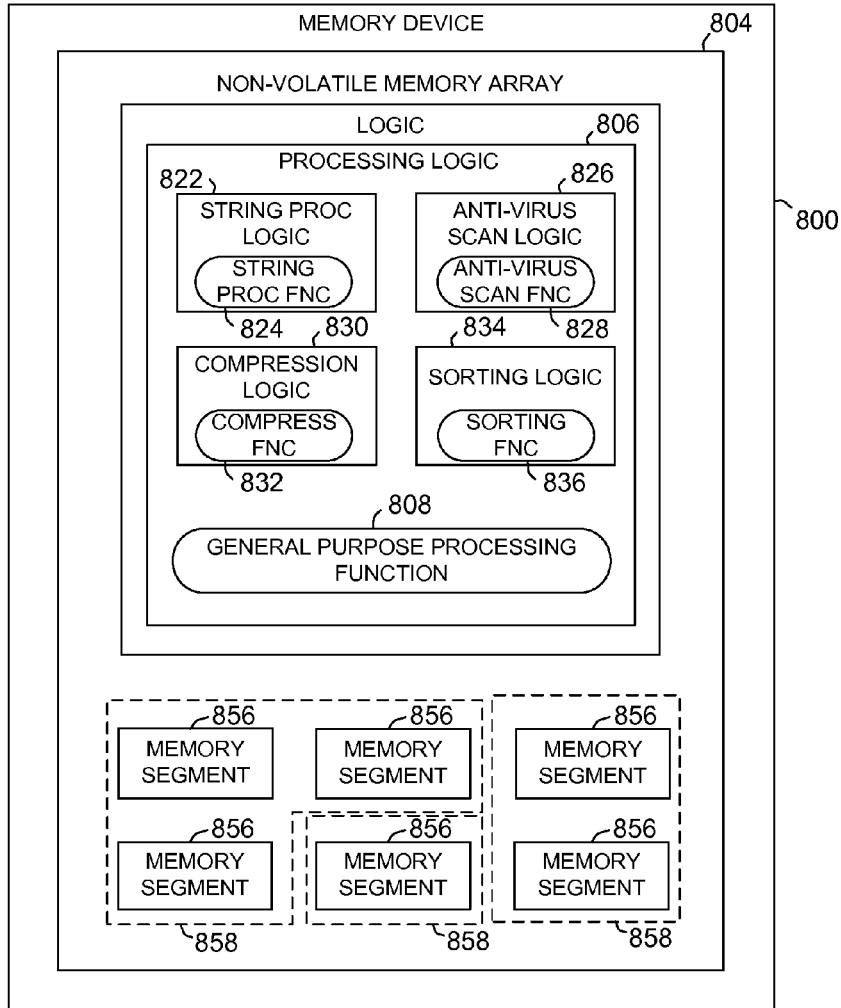 MEMORY DEVICE
804
NON-VOLATILE MEMORY ARRAY
LOGIC
806
PROCESSING LOGIC
822
826
STRING PROC
LOGIC
STRING
PROC FNC
ANTI-VIRUS
SCAN LOGIC
ANTI-VIRUS
SCAN FNC
800
824
830
828
834
COMPRESSION
LOGIC
COMPRESS
FNC
SORTING LOGIC
SORTING
FNC
832
836
808
GENERAL PURPOSE PROCESSING
FUNCTION
856
856
856
MEMORY
SEGMENT
MEMORY
SEGMENT
MEMORY
SEGMENT
856
856
856
MEMORY
SEGMENT
MEMORY
SEGMENT
MEMORY
SEGMENT
858
858
858